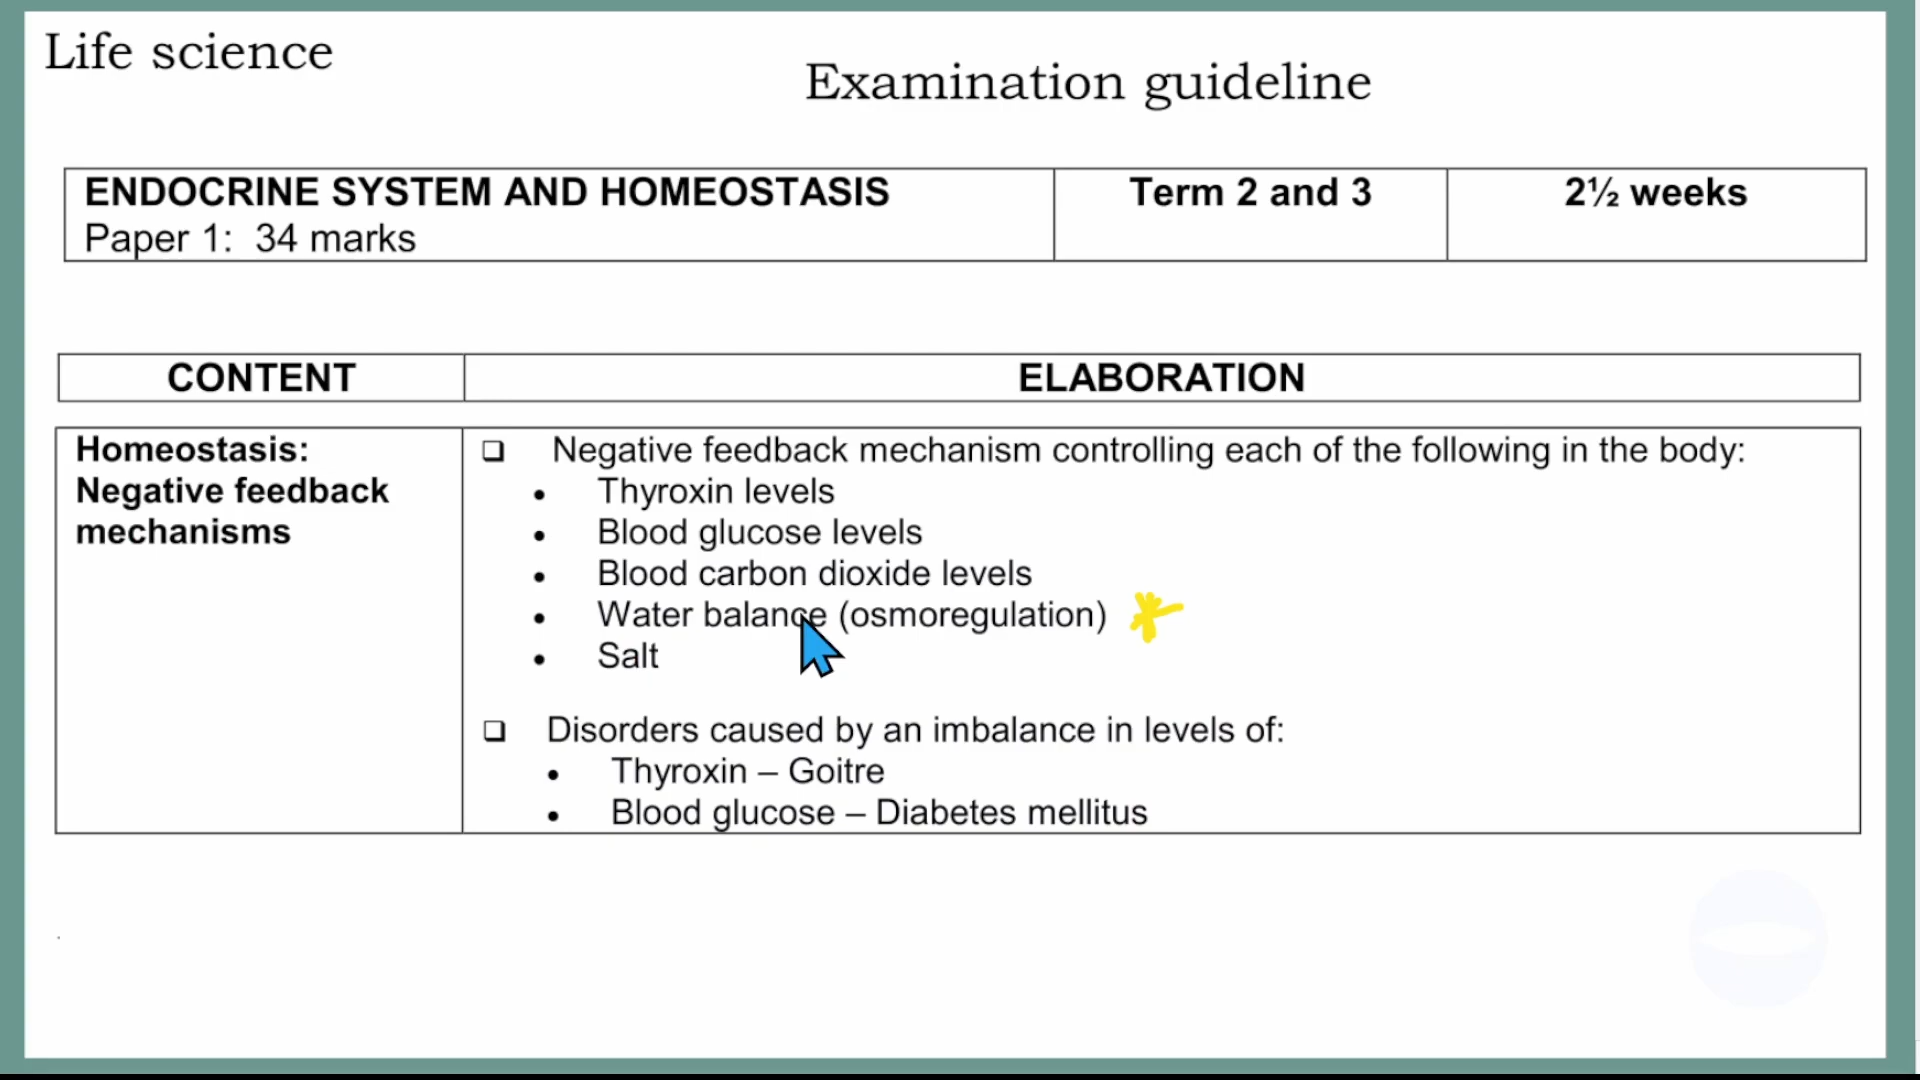 Life science
Examination guideline
ENDOCRINE SYSTEM AND HOMEOSTASIS
Paper 1: 34 marks
Term 2 and 3
2½ weeks
CONTENT
ELABORATION
Homeostasis:
Negative feedback
mechanisms
❑ Negative feedback mechanism controlling each of the following in the body:
• Thyroxin levels
• Blood glucose levels
• Blood carbon dioxide levels
• Water balance (osmoregulation)
• Salt
❑ Disorders caused by an imbalance in levels of:
• Thyroxin – Goitre
• Blood glucose – Diabetes mellitus